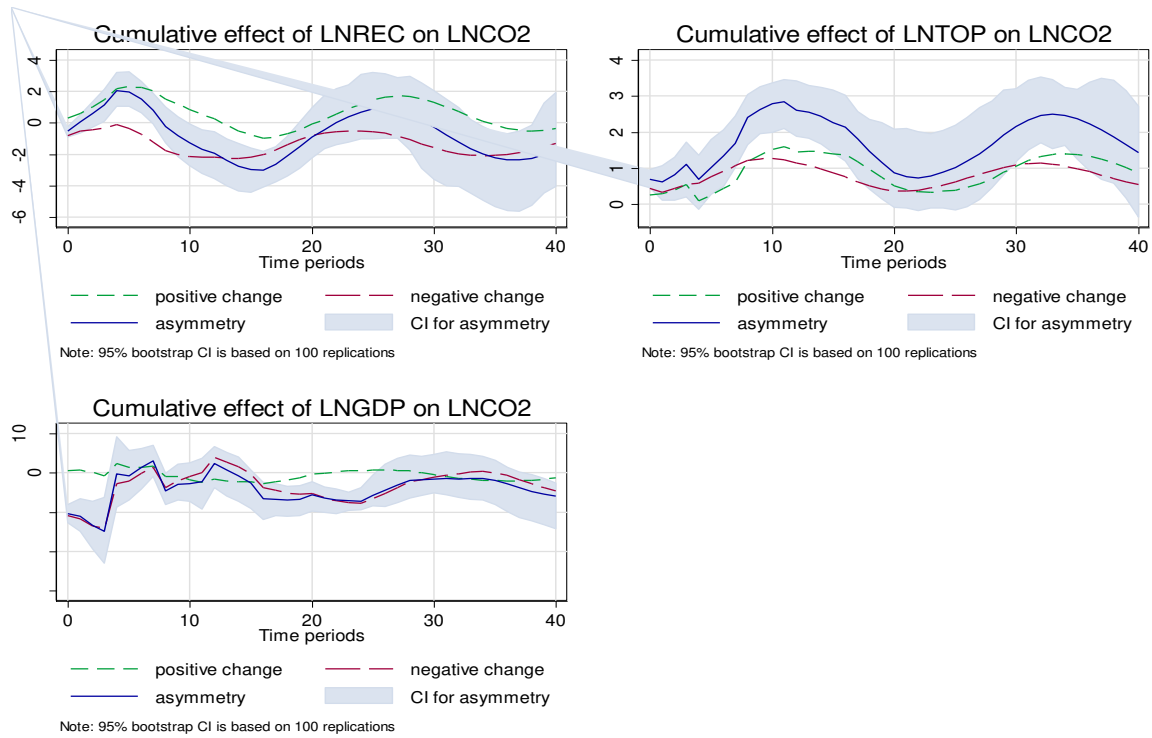 Cumulative effect of LNREC on LNCO2
4
2
0
-2
-4
-6
0 10 20 30 40
Time periods
positive change negative change
asymmetry CI for asymmetry
Note: 95% bootstrap CI is based on 100 replications
Cumulative effect of LNTOP on LNCO2
4
3
2
1
0
0 10 20 30 40
Time periods
positive change negative change
asymmetry CI for asymmetry
Note: 95% bootstrap CI is based on 100 replications
Cumulative effect of LNGDP on LNCO2
10
0
0 10 20 30 40
Time periods
positive change negative change
asymmetry CI for asymmetry
Note: 95% bootstrap CI is based on 100 replications